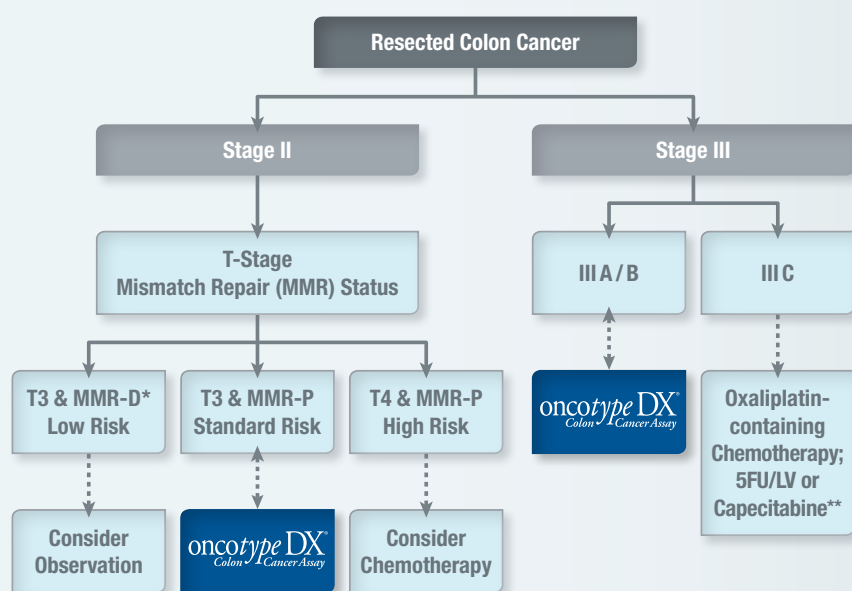 Resected Colon Cancer
Stage II
Stage III
T-Stage
Mismatch Repair (MMR) Status
III A / B
III C
T3 & MMR-D*
Low Risk
T3 & MMR-P
Standard Risk
T4 & MMR-P
High Risk
oncotype DX®
Colon Cancer Assay
Oxaliplatin-
containing
Chemotherapy;
5FU/LV or
Capecitabine**
Consider
Observation
oncotype DX®
Colon Cancer Assay
Consider
Chemotherapy